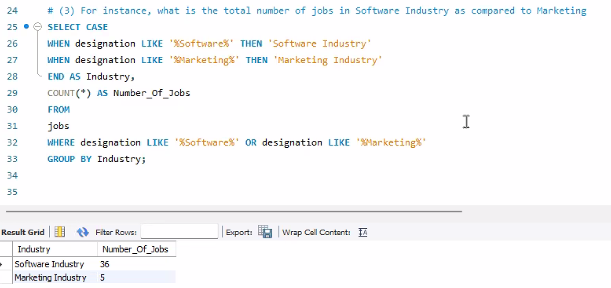 24 # (3) For instance, what is the total number of jobs in Software Industry as compared to Marketing
25 SELECT CASE
26 WHEN designation LIKE '%Software%' THEN 'Software Industry'
27 WHEN designation LIKE '%Marketing%' THEN 'Marketing Industry'
28 END AS Industry,
29 COUNT(*) AS Number_Of_Jobs
30 FROM
31 jobs
32 WHERE designation LIKE '%Software%' OR designation LIKE '%Marketing%'
33 GROUP BY Industry;
34
35
Result Grid Filter Rows: Export: Wrap Cell Content: IA
Industry Number_Of_Jobs
Software Industry 36
Marketing Industry 5